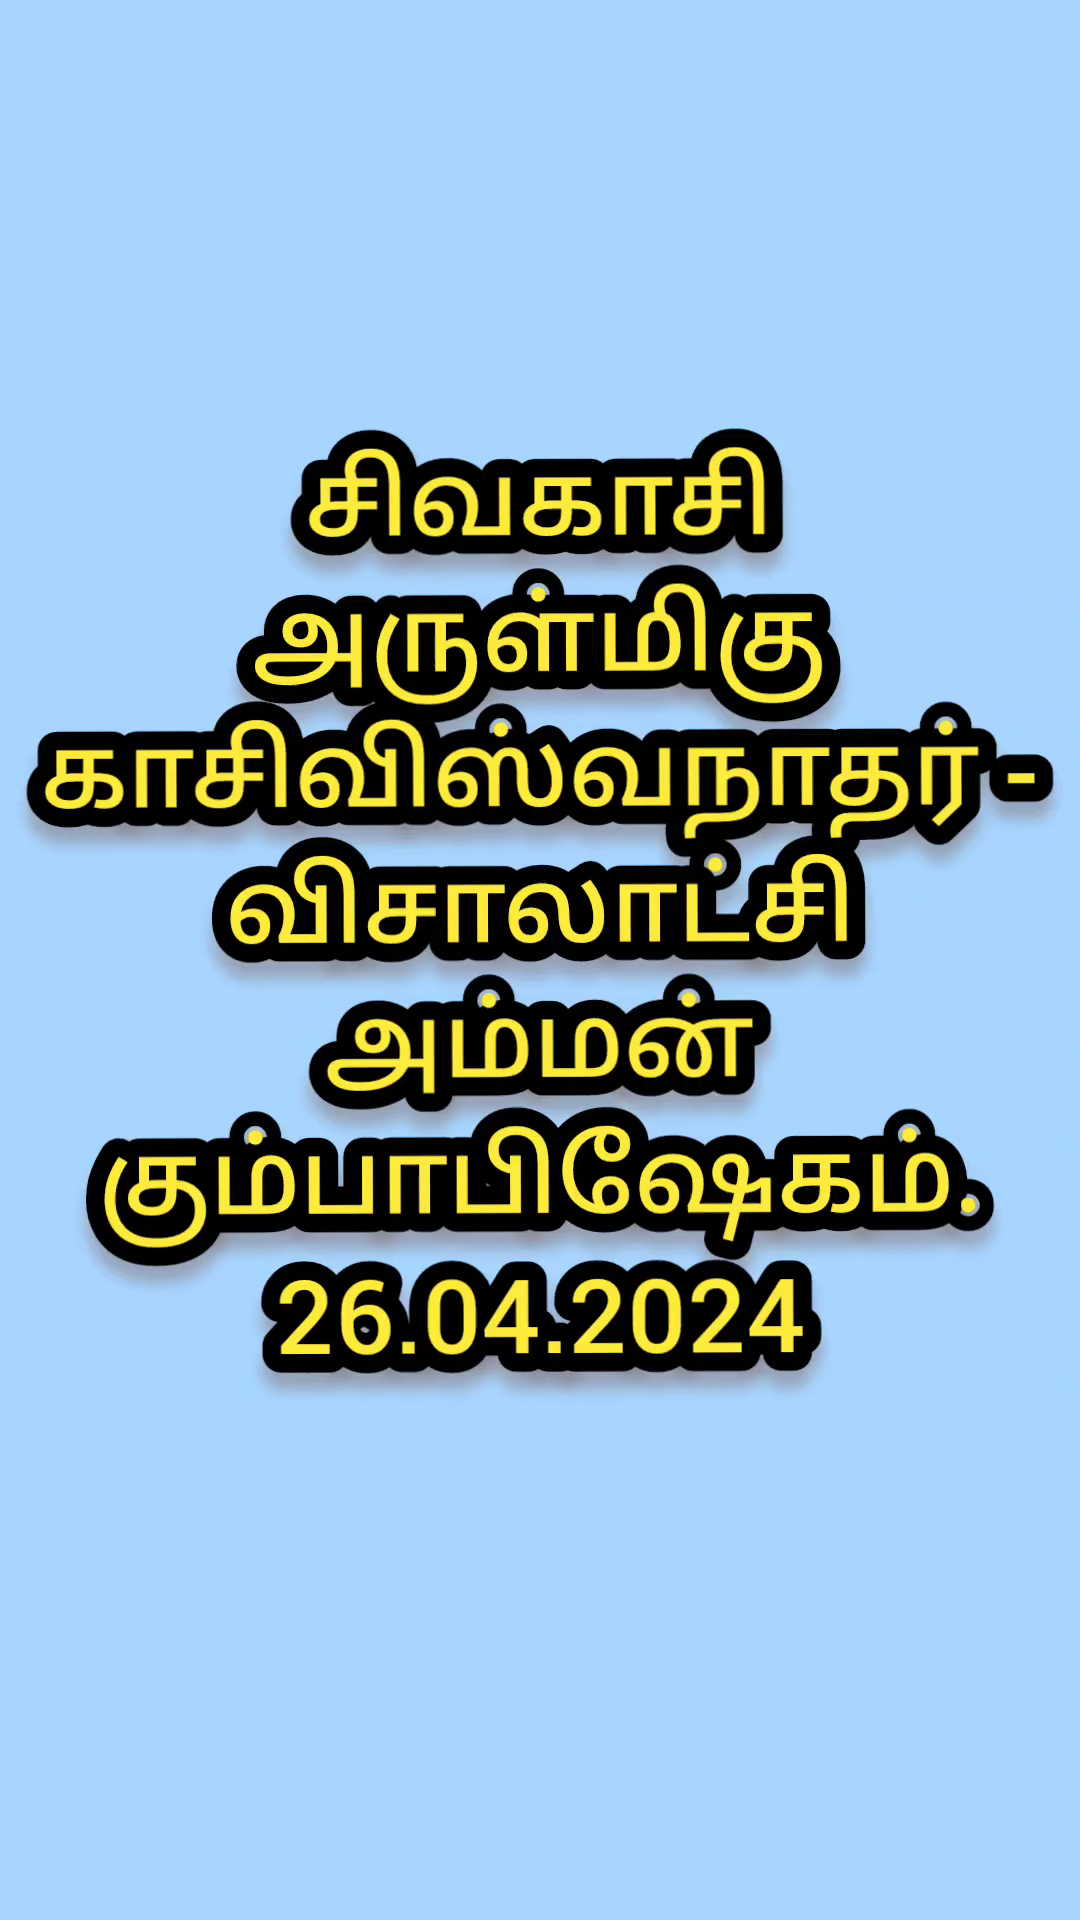 சிவகாசி
அருள்மிகு
காசிவிஸ்வநாதர் -
விசாலாட்சி
அம்மன்
கும்பாபிஷேகம்.
26.04.2024